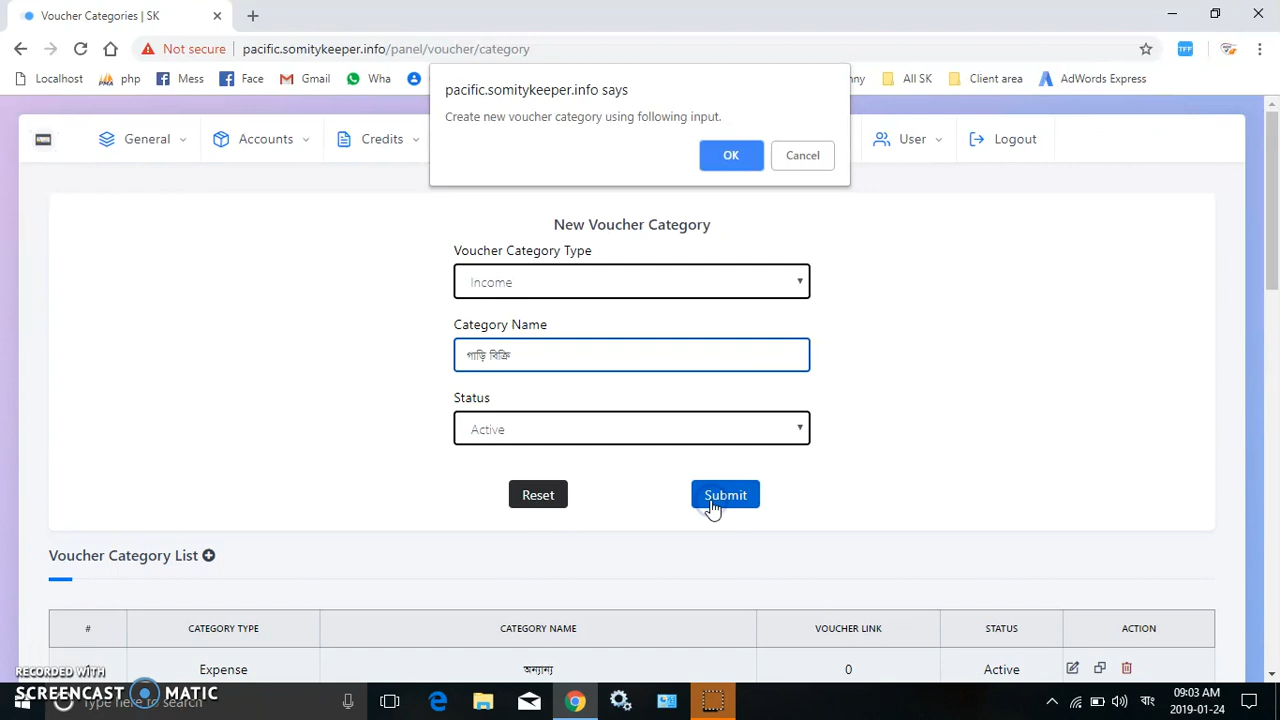 Voucher Categories | SK
Not secure pacific.somitykeeper.info/panel/voucher/category
Localhost php Mess Face Gmail Wha nny All SK Client area AdWords Express
pacific.somitykeeper.info says
Create new voucher category using following input.
OK Cancel
General Accounts Credits User Logout
New Voucher Category
Voucher Category Type
Income
Category Name
গাড়ি বিক্রি
Status
Active
Reset Submit
Voucher Category List
# CATEGORY TYPE CATEGORY NAME VOUCHER LINK STATUS ACTION
Expense অন্যান্য 0 Active
RECORDED WITH
SCREENCAST MATIC
Type here to search
বাং
09:03 AM
2019-01-24